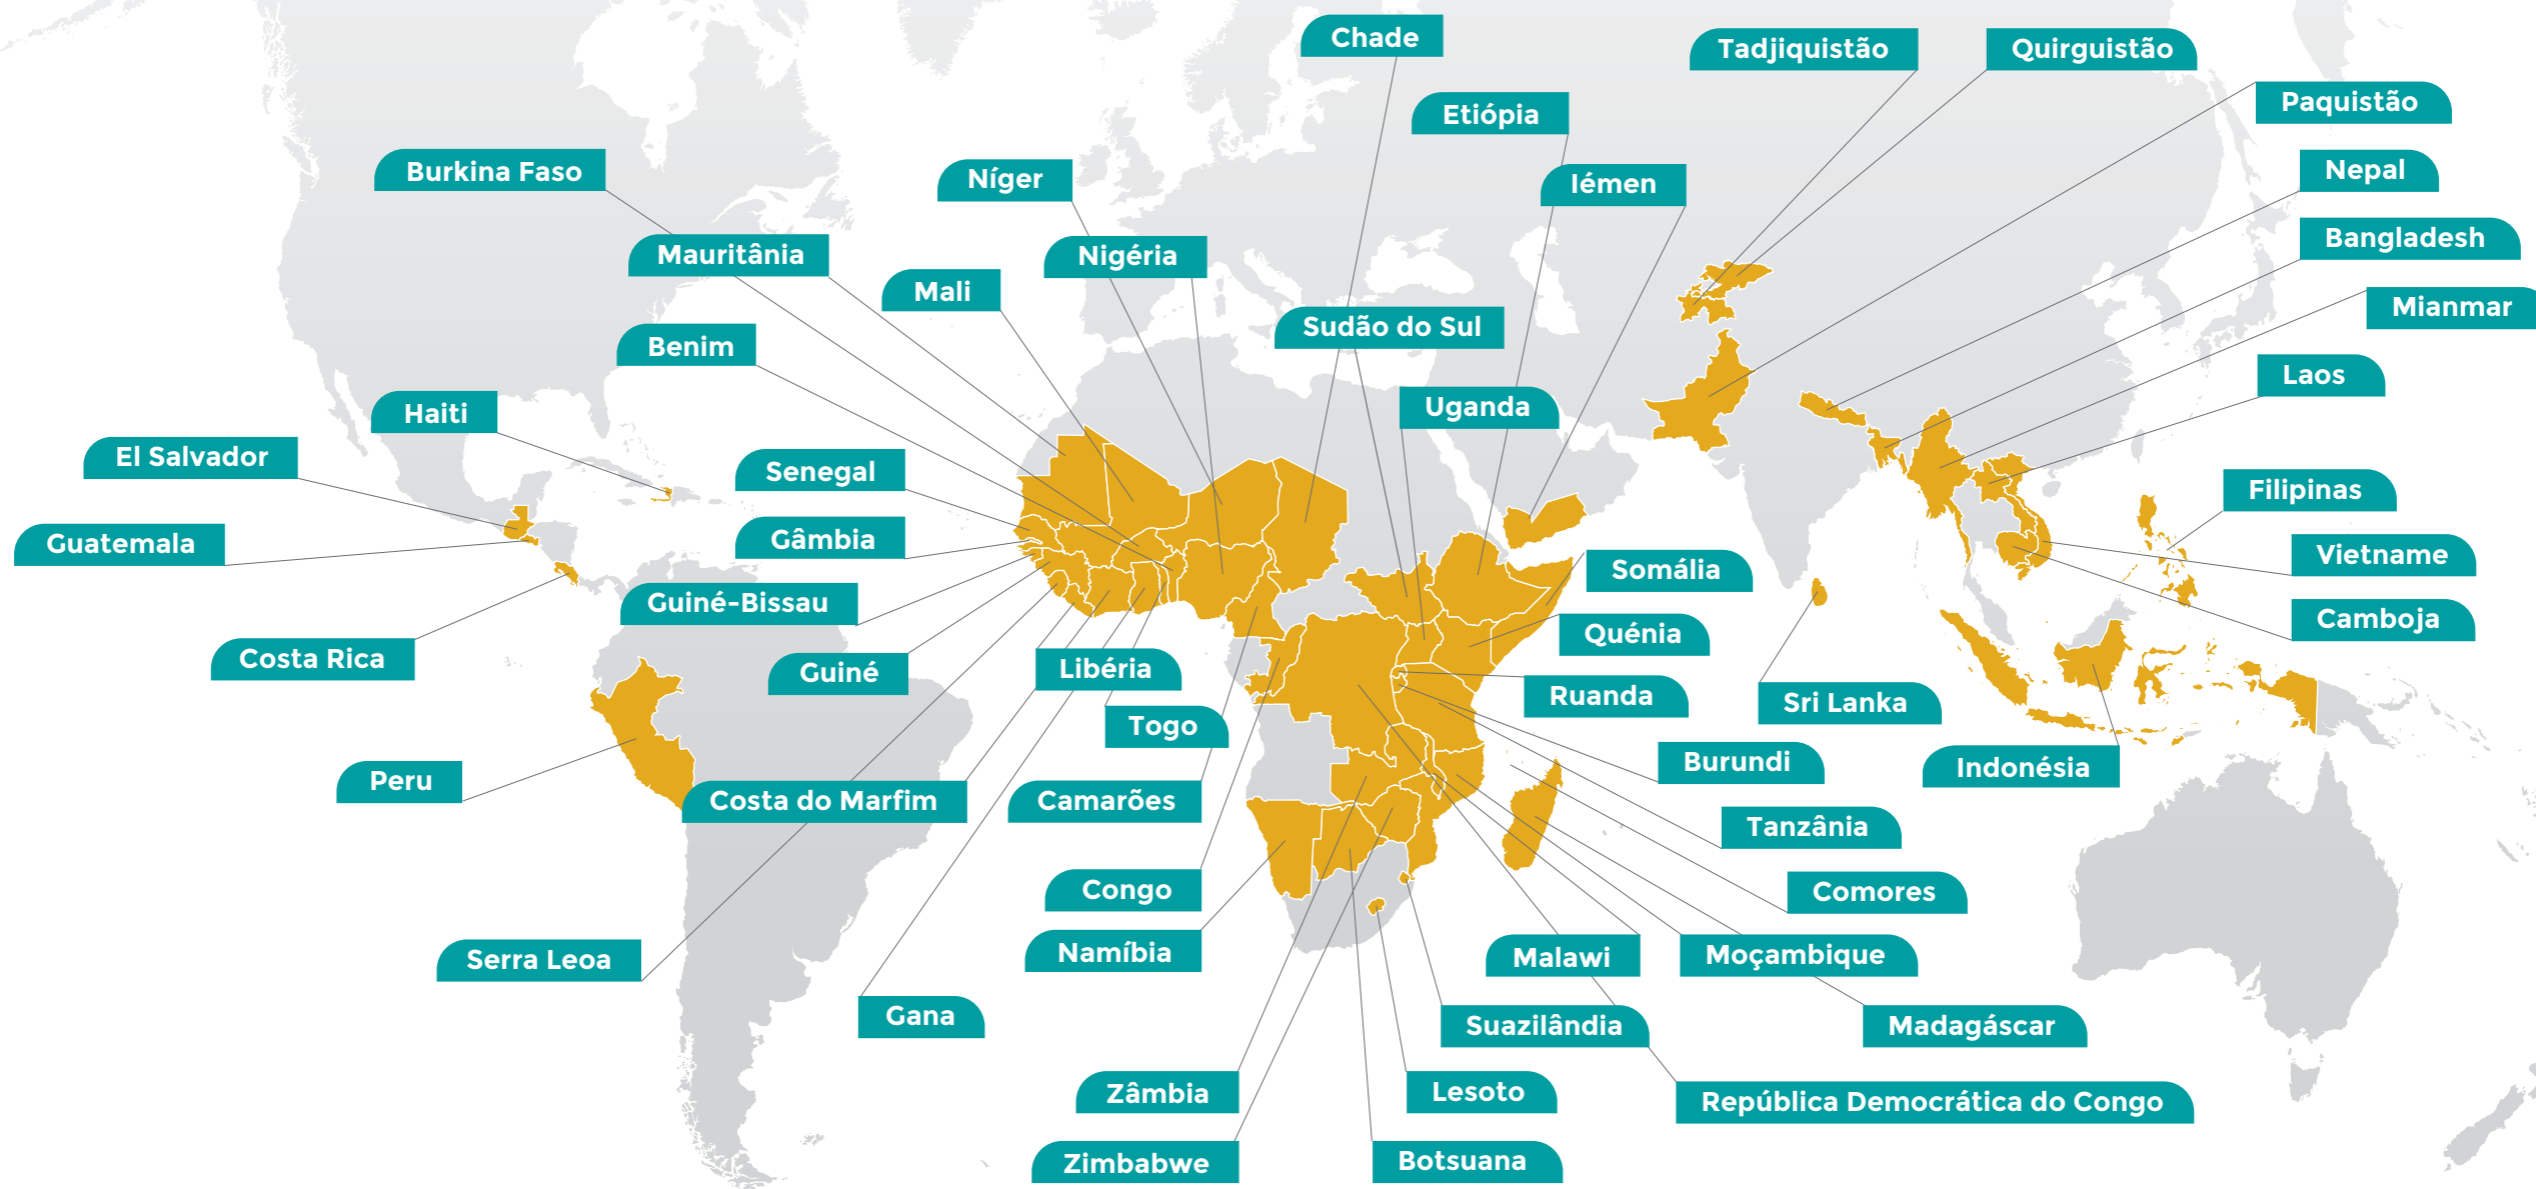 Chade
Tadjiquistão
Quirguistão
Paquistão
Etiópia
Burkina Faso
Níger
Iémen
Nepal
Mauritânia
Nigéria
Bangladesh
Mali
Mianmar
Sudão do Sul
Benim
Laos
Haiti
Uganda
El Salvador
Senegal
Filipinas
Guatemala
Gâmbia
Vietname
Somália
Guiné-Bissau
Camboja
Quénia
Costa Rica
Guiné
Libéria
Ruanda
Sri Lanka
Togo
Burundi
Indonésia
Peru
Costa do Marfim
Camarões
Tanzânia
Congo
Comores
Namíbia
Serra Leoa
Malawi
Moçambique
Gana
Suazilândia
Madagáscar
Zâmbia
Lesoto
República Democrática do Congo
Zimbabwe
Botsuana